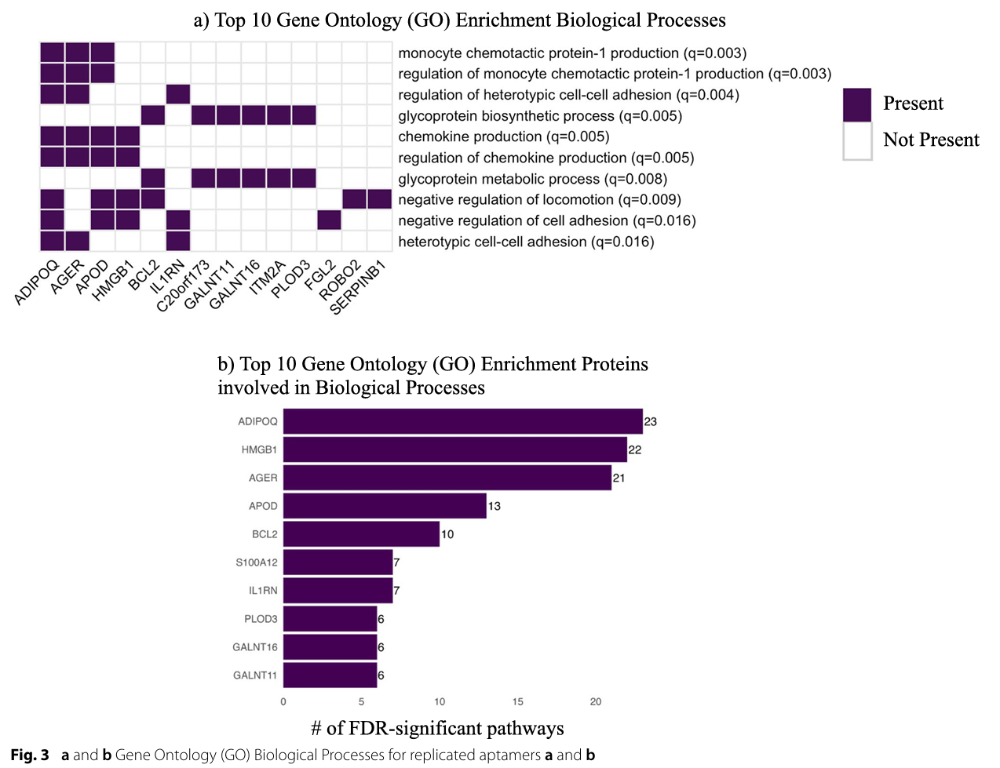 a) Top 10 Gene Ontology (GO) Enrichment Biological Processes
monocyte chemotactic protein-1 production (q=0.003)
regulation of monocyte chemotactic protein-1 production (q=0.003)
regulation of heterotypic cell-cell adhesion (q=0.004)
glycoprotein biosynthetic process (q=0.005)
chemokine production (q=0.005)
regulation of chemokine production (q=0.005)
glycoprotein metabolic process (q=0.008)
negative regulation of locomotion (q=0.009)
negative regulation of cell adhesion (q=0.016)
heterotypic cell-cell adhesion (q=0.016)
Present
Not Present
ADIPOQ
AGER
APOD
HMGB1
BCL2
IL1RN
C20orf173
GALNT11
GALNT16
ITM2A
PLOD3
FGL2
ROBO2
SERPINB1
b) Top 10 Gene Ontology (GO) Enrichment Proteins
involved in Biological Processes
ADIPOQ 23
HMGB1 22
AGER 21
APOD 13
BCL2 10
S100A12 7
IL1RN 7
PLOD3 6
GALNT16 6
GALNT11 6
0 5 10 15 20
# of FDR-significant pathways
Fig. 3 a and b Gene Ontology (GO) Biological Processes for replicated aptamers a and b